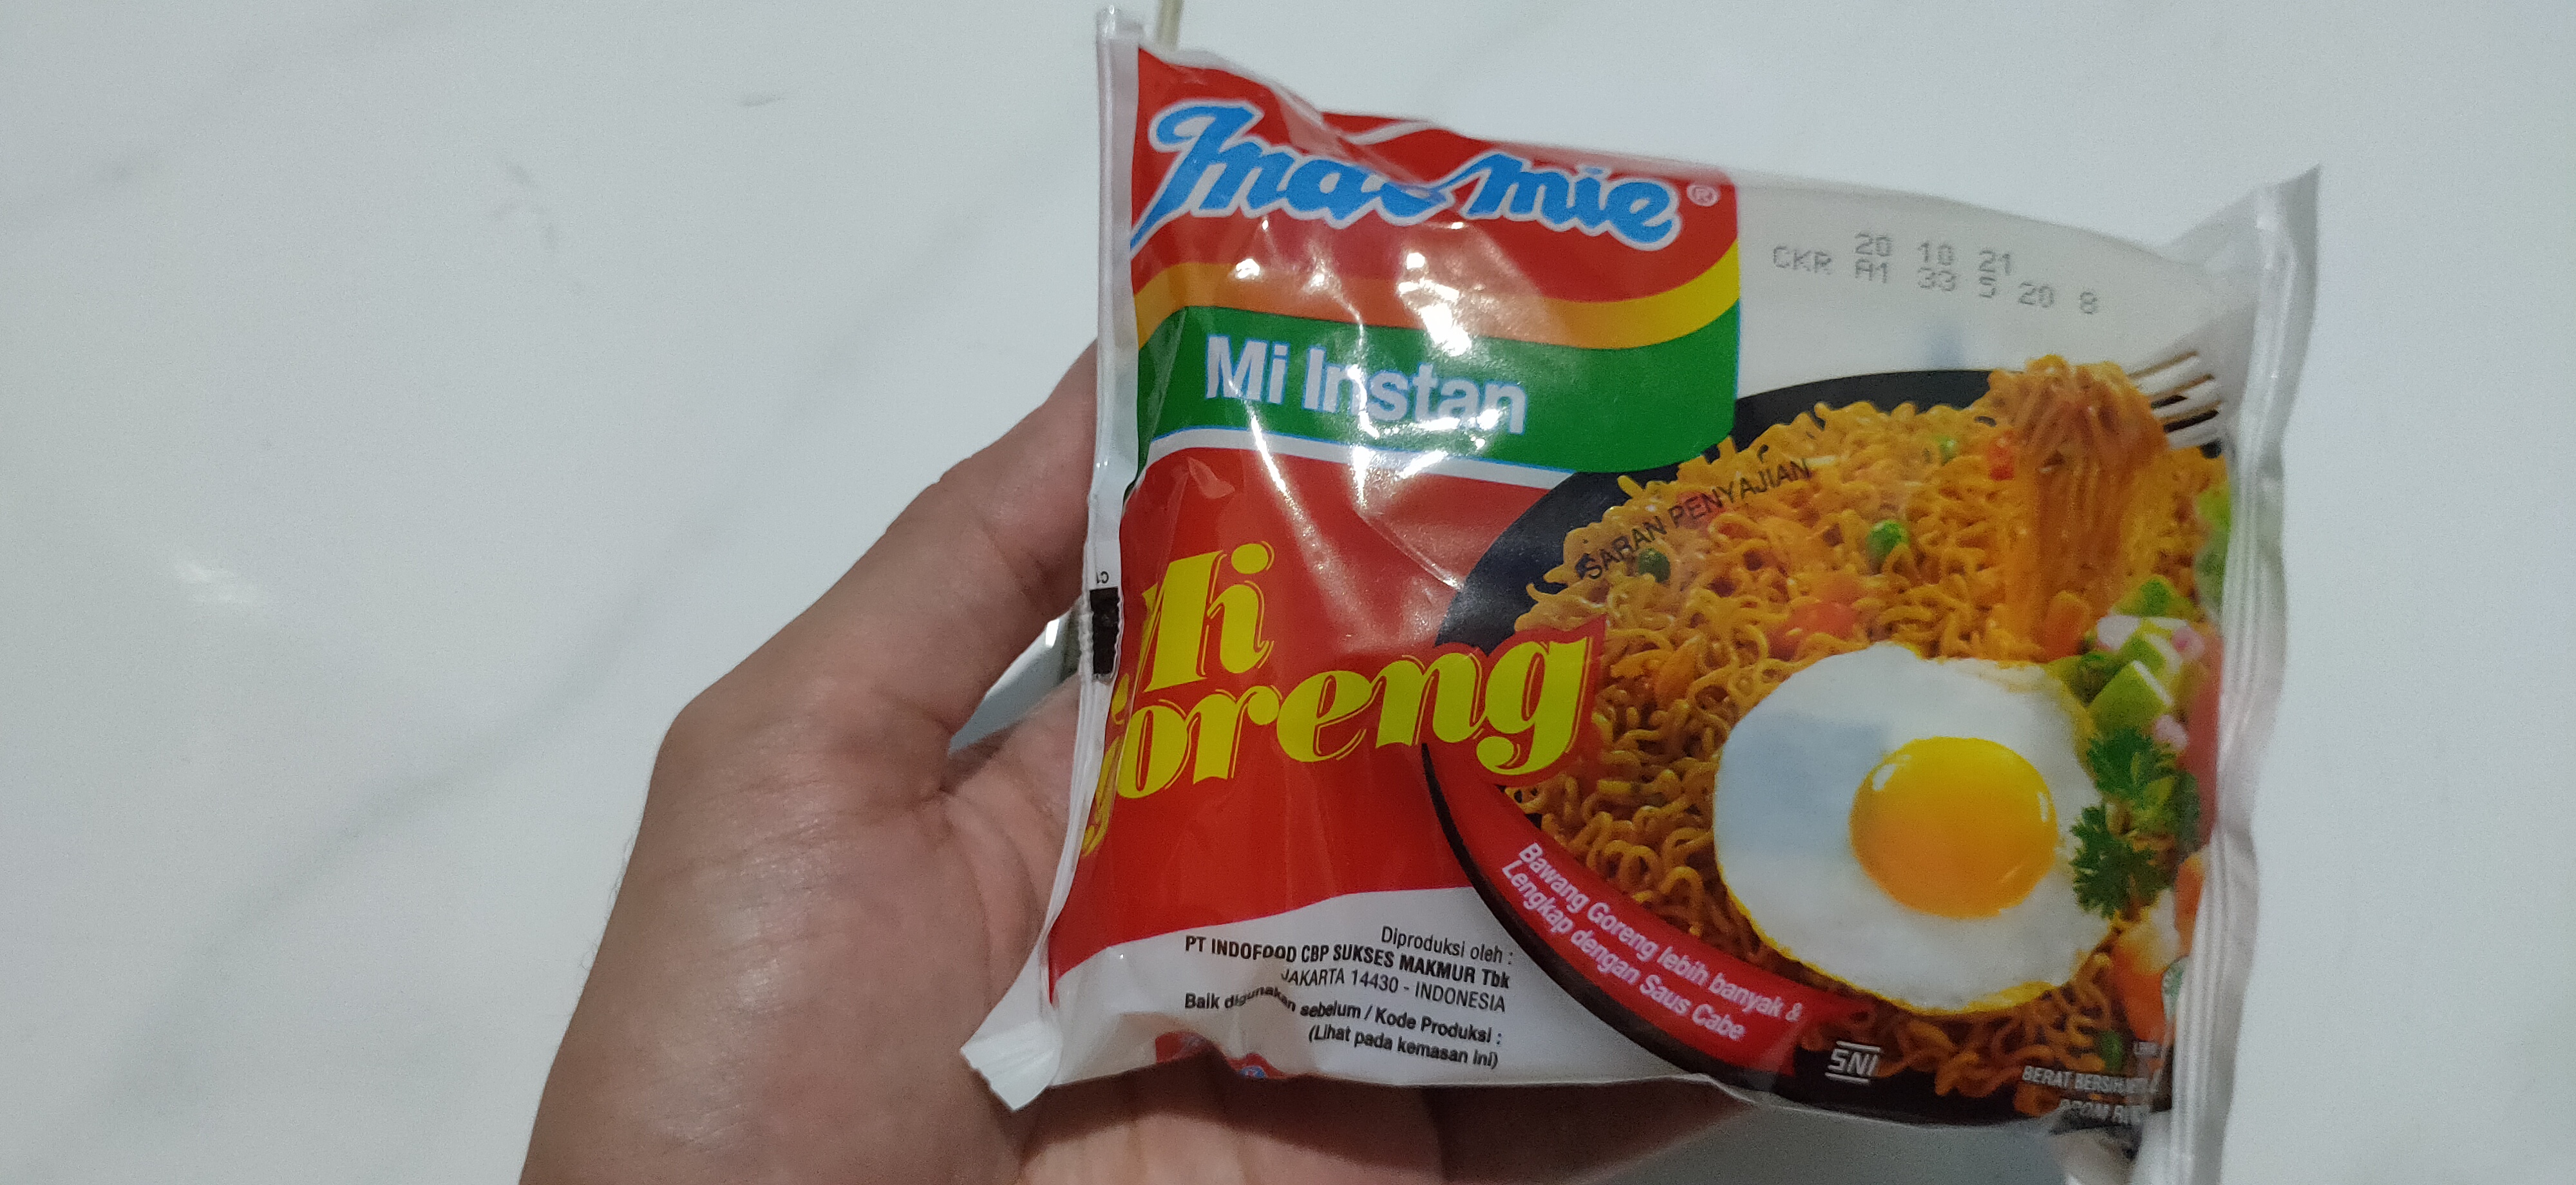 Indomie®
20 10 21
CKR A1 33 5 20 8
Mi Instan
SARAN PENYAJIAN
Mi
goreng
Bawang Goreng lebih banyak &
Lengkap dengan Saus Cabe
Diproduksi oleh :
PT INDOFOOD CBP SUKSES MAKMUR Tbk
JAKARTA 14430 - INDONESIA
Baik digunakan sebelum / Kode Produksi :
(Lihat pada kemasan ini)
SNI
BERAT BERSIH